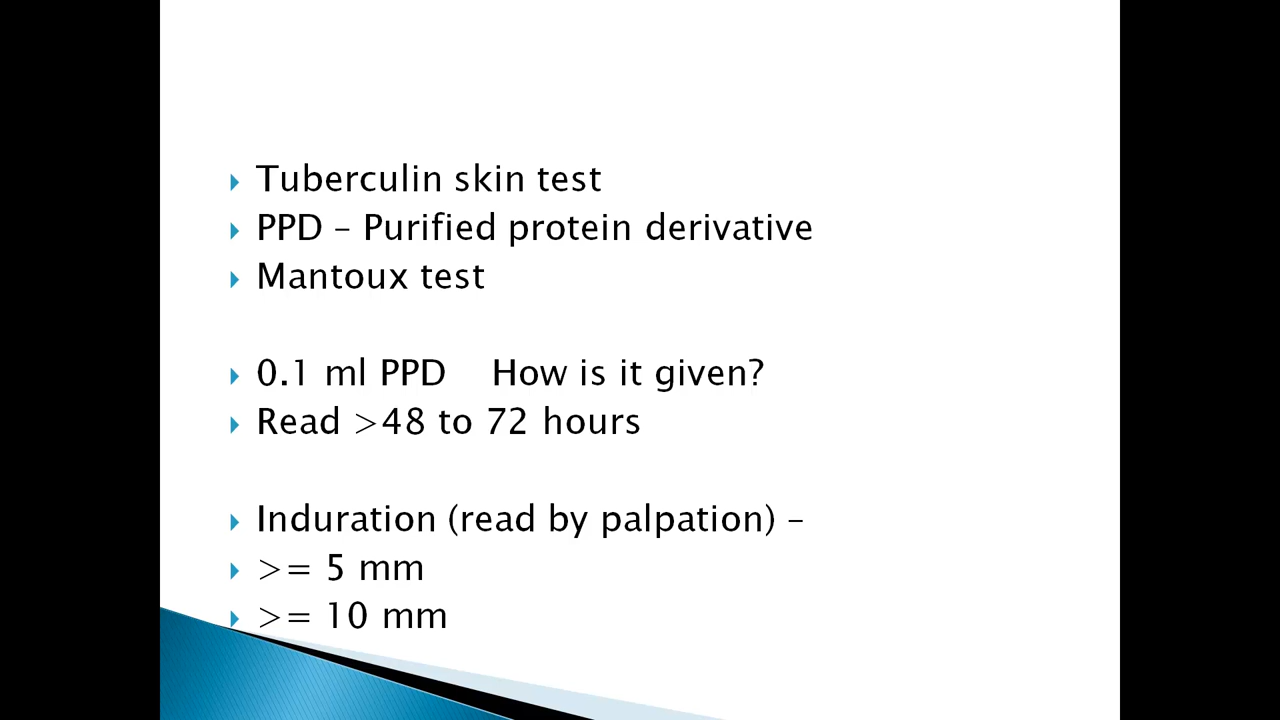 Tuberculin skin test
PPD – Purified protein derivative
Mantoux test
0.1 ml PPD How is it given?
Read >48 to 72 hours
Induration (read by palpation) –
>= 5 mm
>= 10 mm